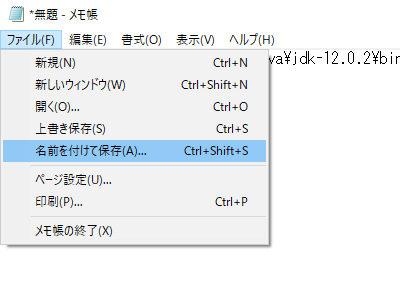 *無題 - メモ帳
ファイル(F) 編集(E) 書式(O) 表示(V) ヘルプ(H)
va¥jdk-12.0.2¥bin
新規(N) Ctrl+N
新しいウィンドウ(W) Ctrl+Shift+N
開く(O)... Ctrl+O
上書き保存(S) Ctrl+S
名前を付けて保存(A)... Ctrl+Shift+S
ページ設定(U)...
印刷(P)... Ctrl+P
メモ帳の終了(X)